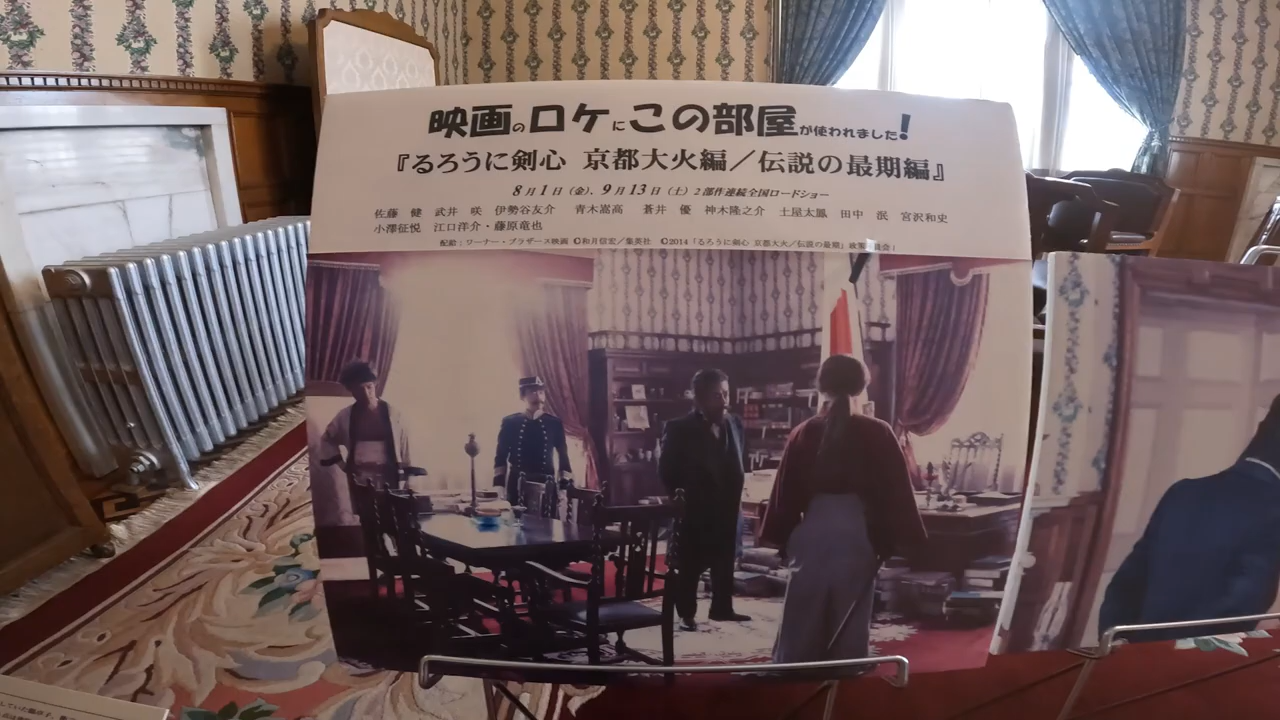 映画のロケにこの部屋が使われました!
『るろうに剣心 京都大火編／伝説の最期編』
8月1日（金）、9月13日（土）2部作連続全国ロードショー
佐藤 健 武井 咲 伊勢谷友介 青木崇高 蒼井 優 神木隆之介 土屋太鳳 田中 泯 宮沢和史
小澤征悦 江口洋介・藤原竜也
配給：ワーナー・ブラザース映画 ©和月伸宏／集英社 ©2014「るろうに剣心 京都大火／伝説の最期」